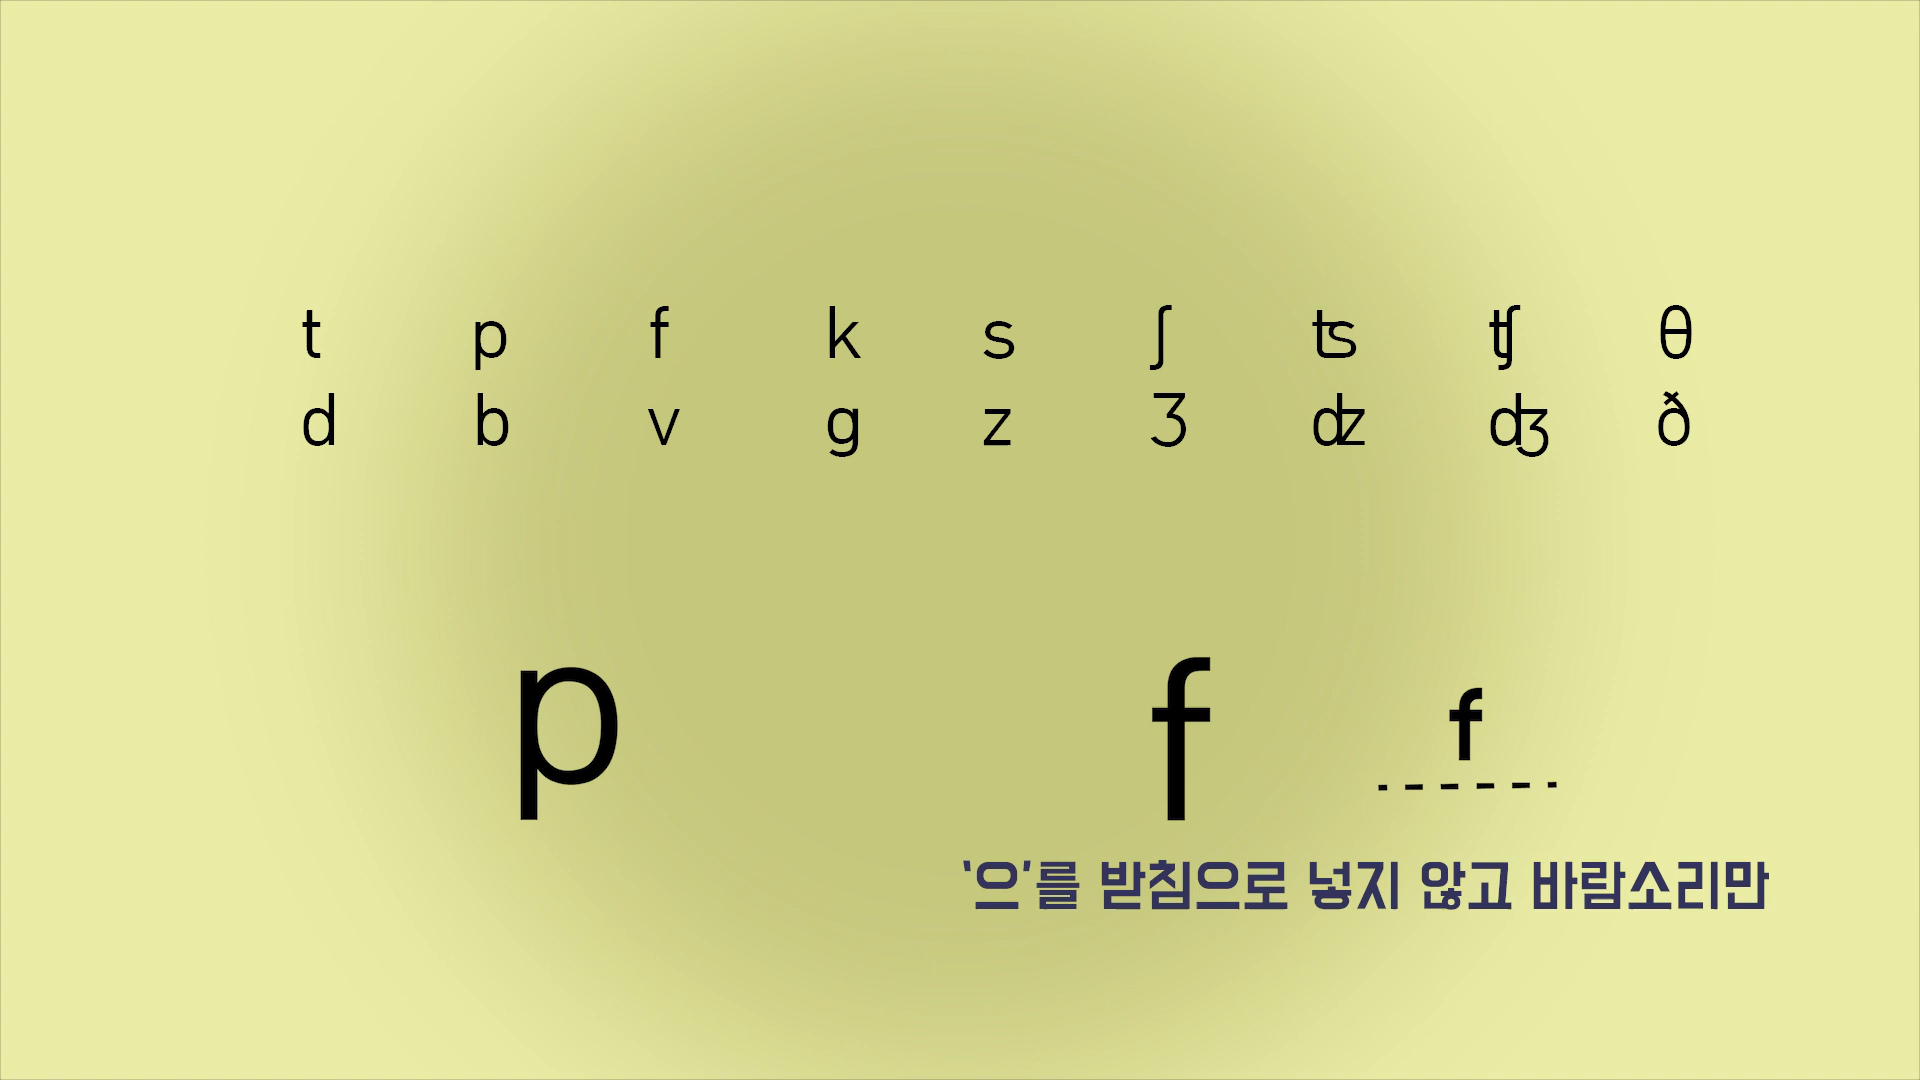 t p f k s ʃ ʦ ʧ θ
d b v g z Ʒ ʣ ʤ ð
p f f
‘으’를 받침으로 넣지 않고 바람소리만